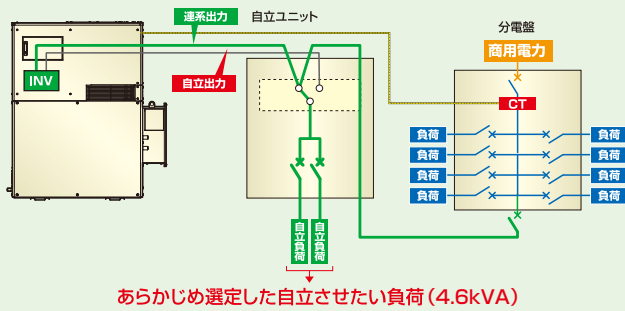 連系出力
自立ユニット
分電盤
商用電力
INV
自立出力
CT
負荷
負荷
負荷
負荷
負荷
負荷
負荷
負荷
自立負荷
自立負荷
あらかじめ選定した自立させたい負荷(4.6kVA)